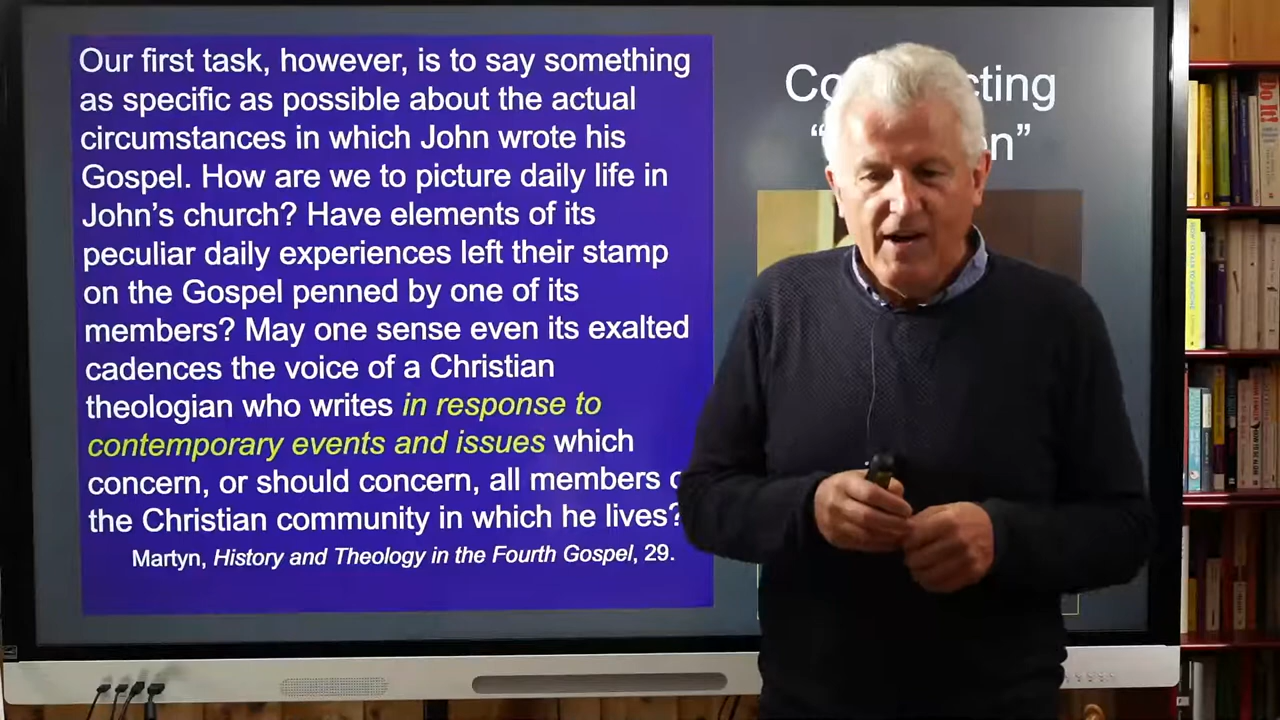 Our first task, however, is to say something
as specific as possible about the actual
circumstances in which John wrote his
Gospel. How are we to picture daily life in
John's church? Have elements of its
peculiar daily experiences left their stamp
on the Gospel penned by one of its
members? May one sense even its exalted
cadences the voice of a Christian
theologian who writes in response to
contemporary events and issues which
concern, or should concern, all members
the Christian community in which he lives?
Martyn, History and Theology in the Fourth Gospel, 29.
Do It!